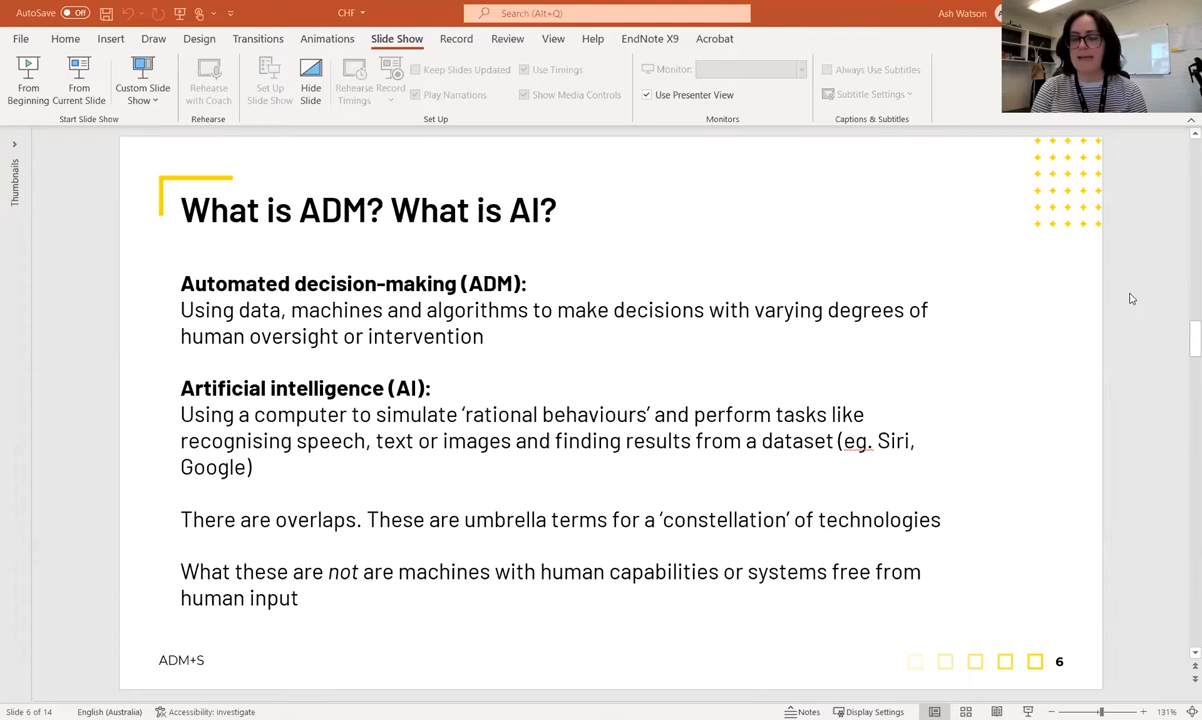 AutoSave Off
CHF
Search (Alt+Q)
Ash Watson
File Home Insert Draw Design Transitions Animations Slide Show Record Review View Help EndNote X9 Acrobat
From Beginning
From Current Slide
Custom Slide Show
Rehearse with Coach
Set Up Slide Show
Hide Slide
Rehearse Timings
Record
Keep Slides Updated
Play Narrations
Use Timings
Show Media Controls
Monitor:
Use Presenter View
Always Use Subtitles
Subtitle Settings
Start Slide Show
Rehearse
Set Up
Monitors
Captions & Subtitles
Thumbnails
What is ADM? What is AI?
Automated decision-making (ADM):
Using data, machines and algorithms to make decisions with varying degrees of
human oversight or intervention
Artificial intelligence (AI):
Using a computer to simulate ‘rational behaviours’ and perform tasks like
recognising speech, text or images and finding results from a dataset (eg. Siri,
Google)
There are overlaps. These are umbrella terms for a ‘constellation’ of technologies
What these are not are machines with human capabilities or systems free from
human input
ADM+S
6
Slide 6 of 14
English (Australia)
Accessibility: Investigate
Notes
Display Settings
131%